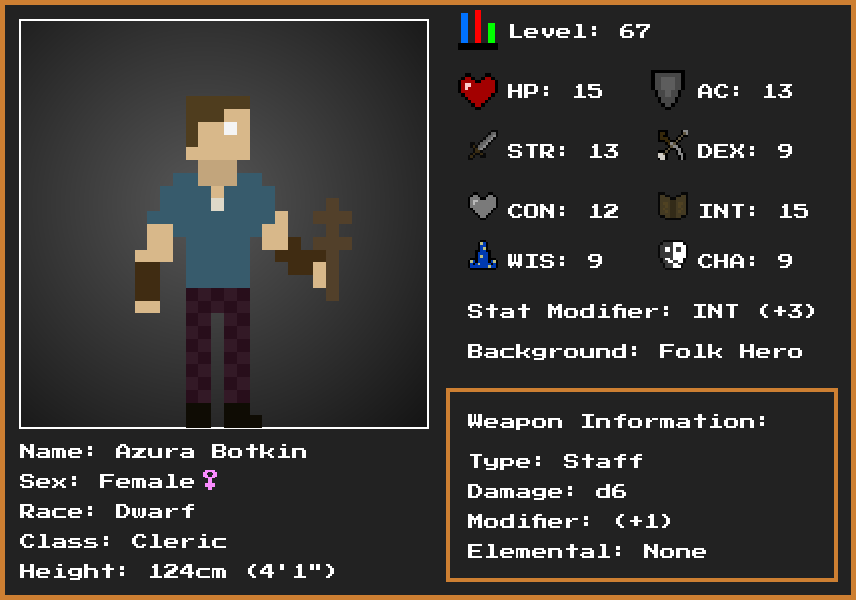 Level: 67
HP: 15 AC: 13
STR: 13 DEX: 9
CON: 12 INT: 15
WIS: 9 CHA: 9
Stat Modifier: INT (+3)
Background: Folk Hero
Weapon Information:
Type: Staff
Damage: d6
Modifier: (+1)
Elemental: None
Name: Azura Botkin
Sex: Female♀
Race: Dwarf
Class: Cleric
Height: 124cm (4'1")